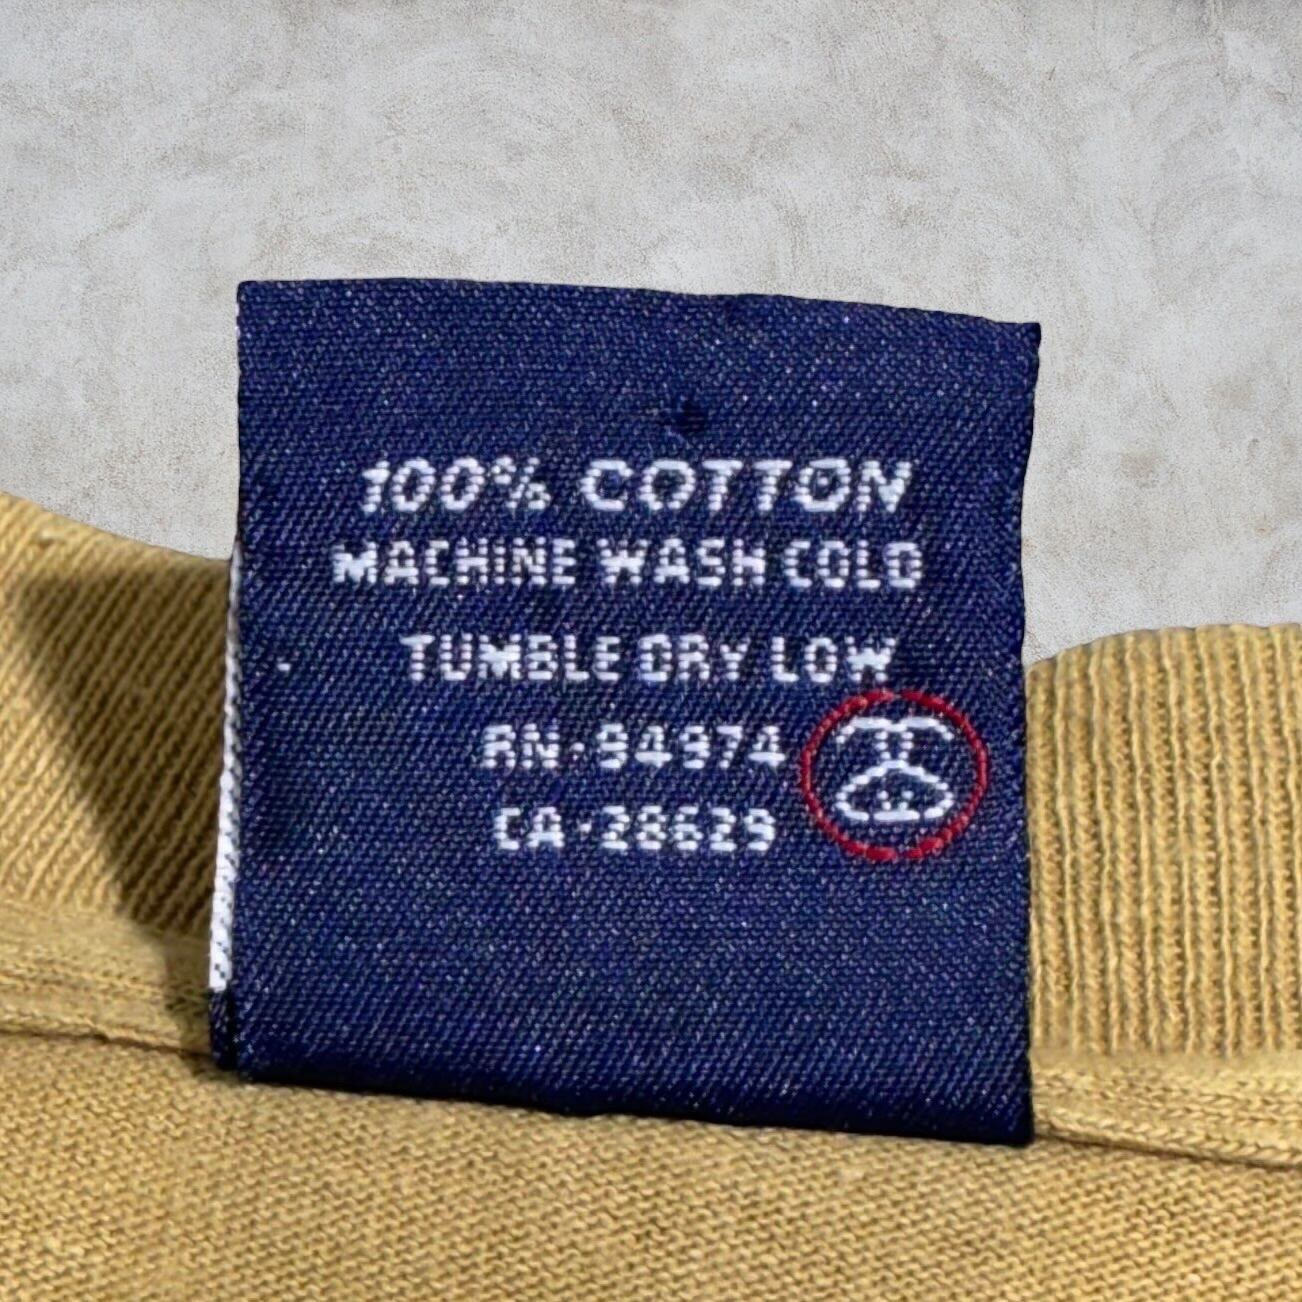 100% COTTON
MACHINE WASH COLD
TUMBLE DRY LOW
RN·94974
CA·28629